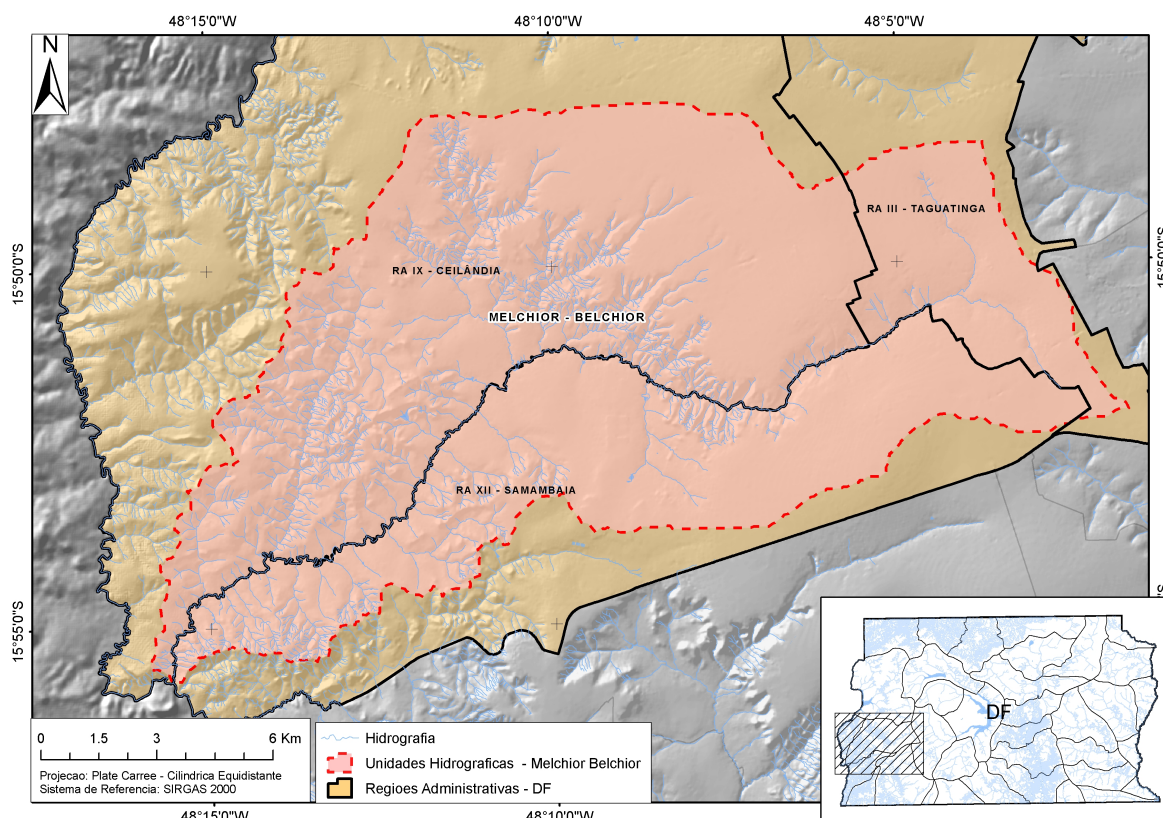 48°15'0"W
48°10'0"W
48°5'0"W
N
RA III - TAGUATINGA
15°50'0"S
RA IX - CEILÂNDIA
MELCHIOR - BELCHIOR
RA XII - SAMAMBAIA
15°55'0"S
DF
0 1.5 3 6 Km
Projecao: Plate Carree - Cilindrica Equidistante
Sistema de Referencia: SIRGAS 2000
Hidrografia
Unidades Hidrograficas - Melchior Belchior
Regioes Administrativas - DF
48°15'0"W
48°10'0"W